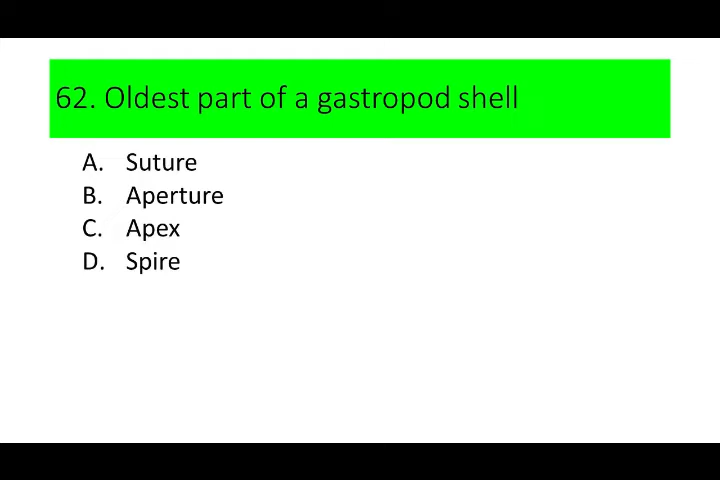 62. Oldest part of a gastropod shell
A. Suture
B. Aperture
C. Apex
D. Spire